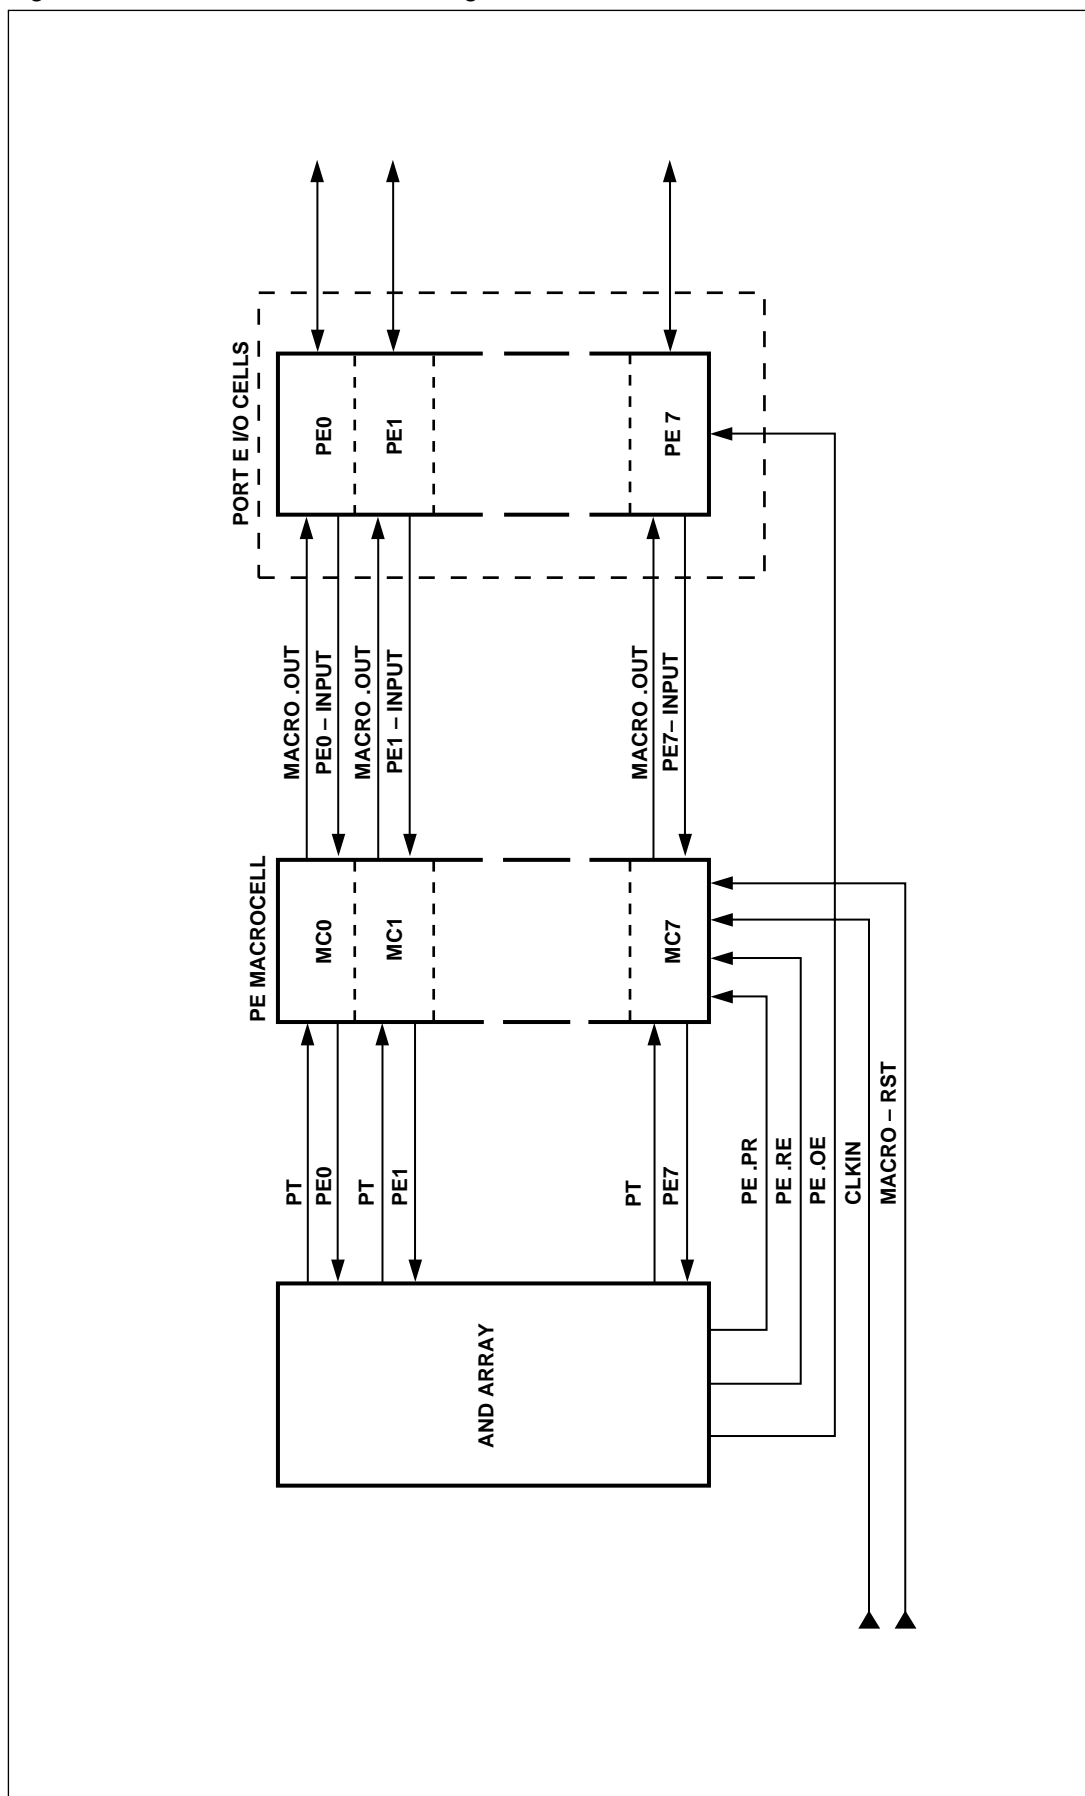 PORT E I/O CELLS
PE0
PE1
PE 7
MACRO .OUT
PE0 – INPUT
MACRO .OUT
PE1 – INPUT
MACRO .OUT
PE7– INPUT
PE MACROCELL
MC0
MC1
MC7
PT
PE0
PT
PE1
PT
PE7
PE .PR
PE .RE
PE .OE
CLKIN
MACRO – RST
AND ARRAY